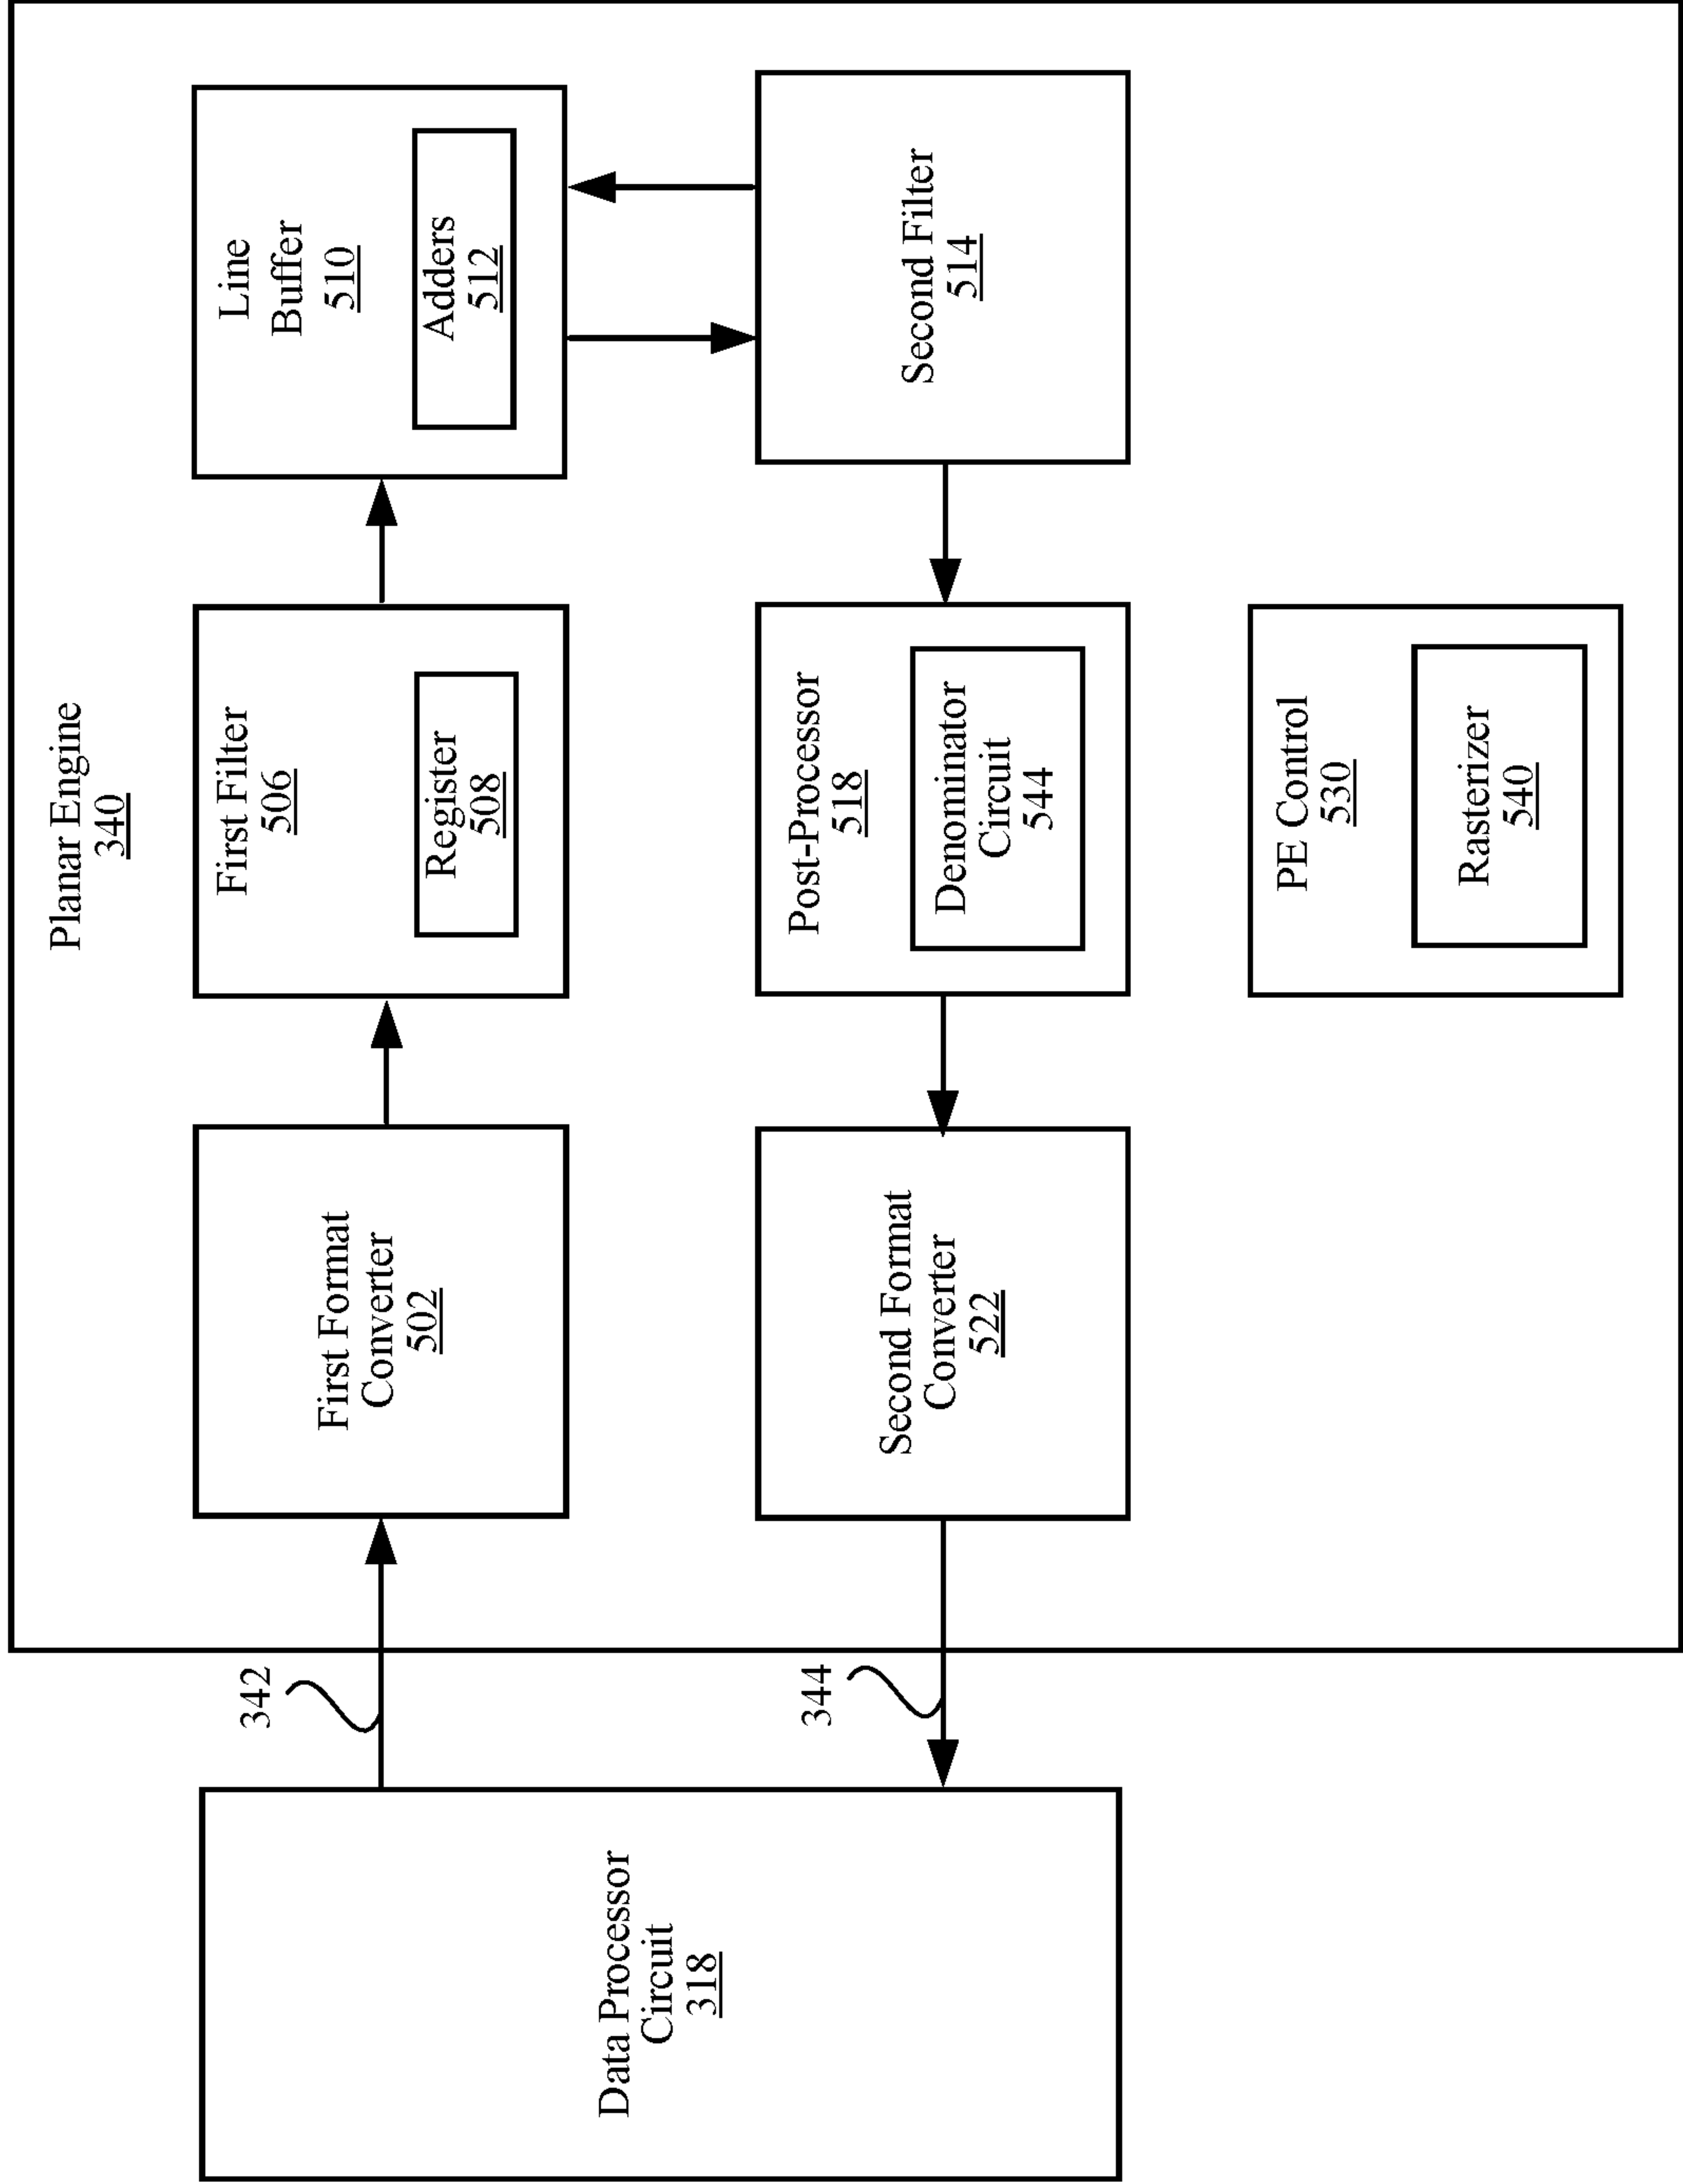 Planar Engine
340
First Format
Converter
502
First Filter
506
Register
508
Line
Buffer
510
Adders
512
342
Data Processor
Circuit
318
344
Second Format
Converter
522
Post-Processor
518
Denominator
Circuit
544
Second Filter
514
PE Control
530
Rasterizer
540